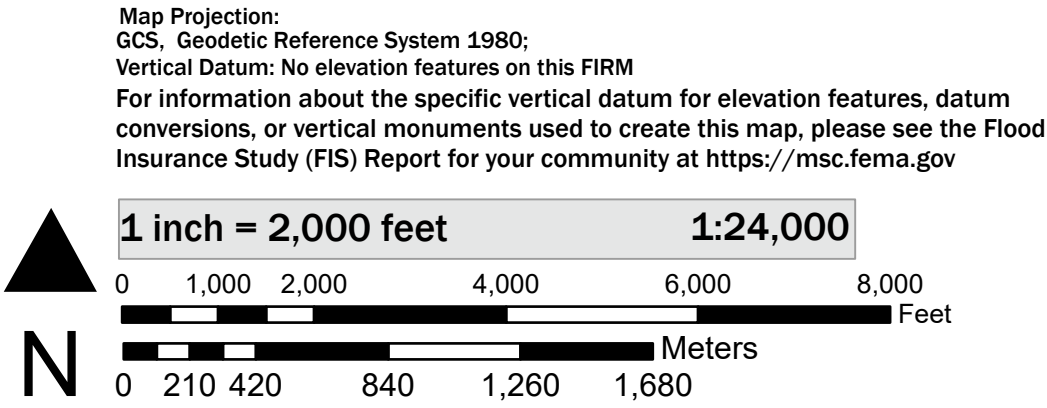 Map Projection:
GCS, Geodetic Reference System 1980;
Vertical Datum: No elevation features on this FIRM
For information about the specific vertical datum for elevation features, datum
conversions, or vertical monuments used to create this map, please see the Flood
Insurance Study (FIS) Report for your community at https://msc.fema.gov
1 inch = 2,000 feet 1:24,000
0 1,000 2,000 4,000 6,000 8,000
Feet
Meters
N
0 210 420 840 1,260 1,680